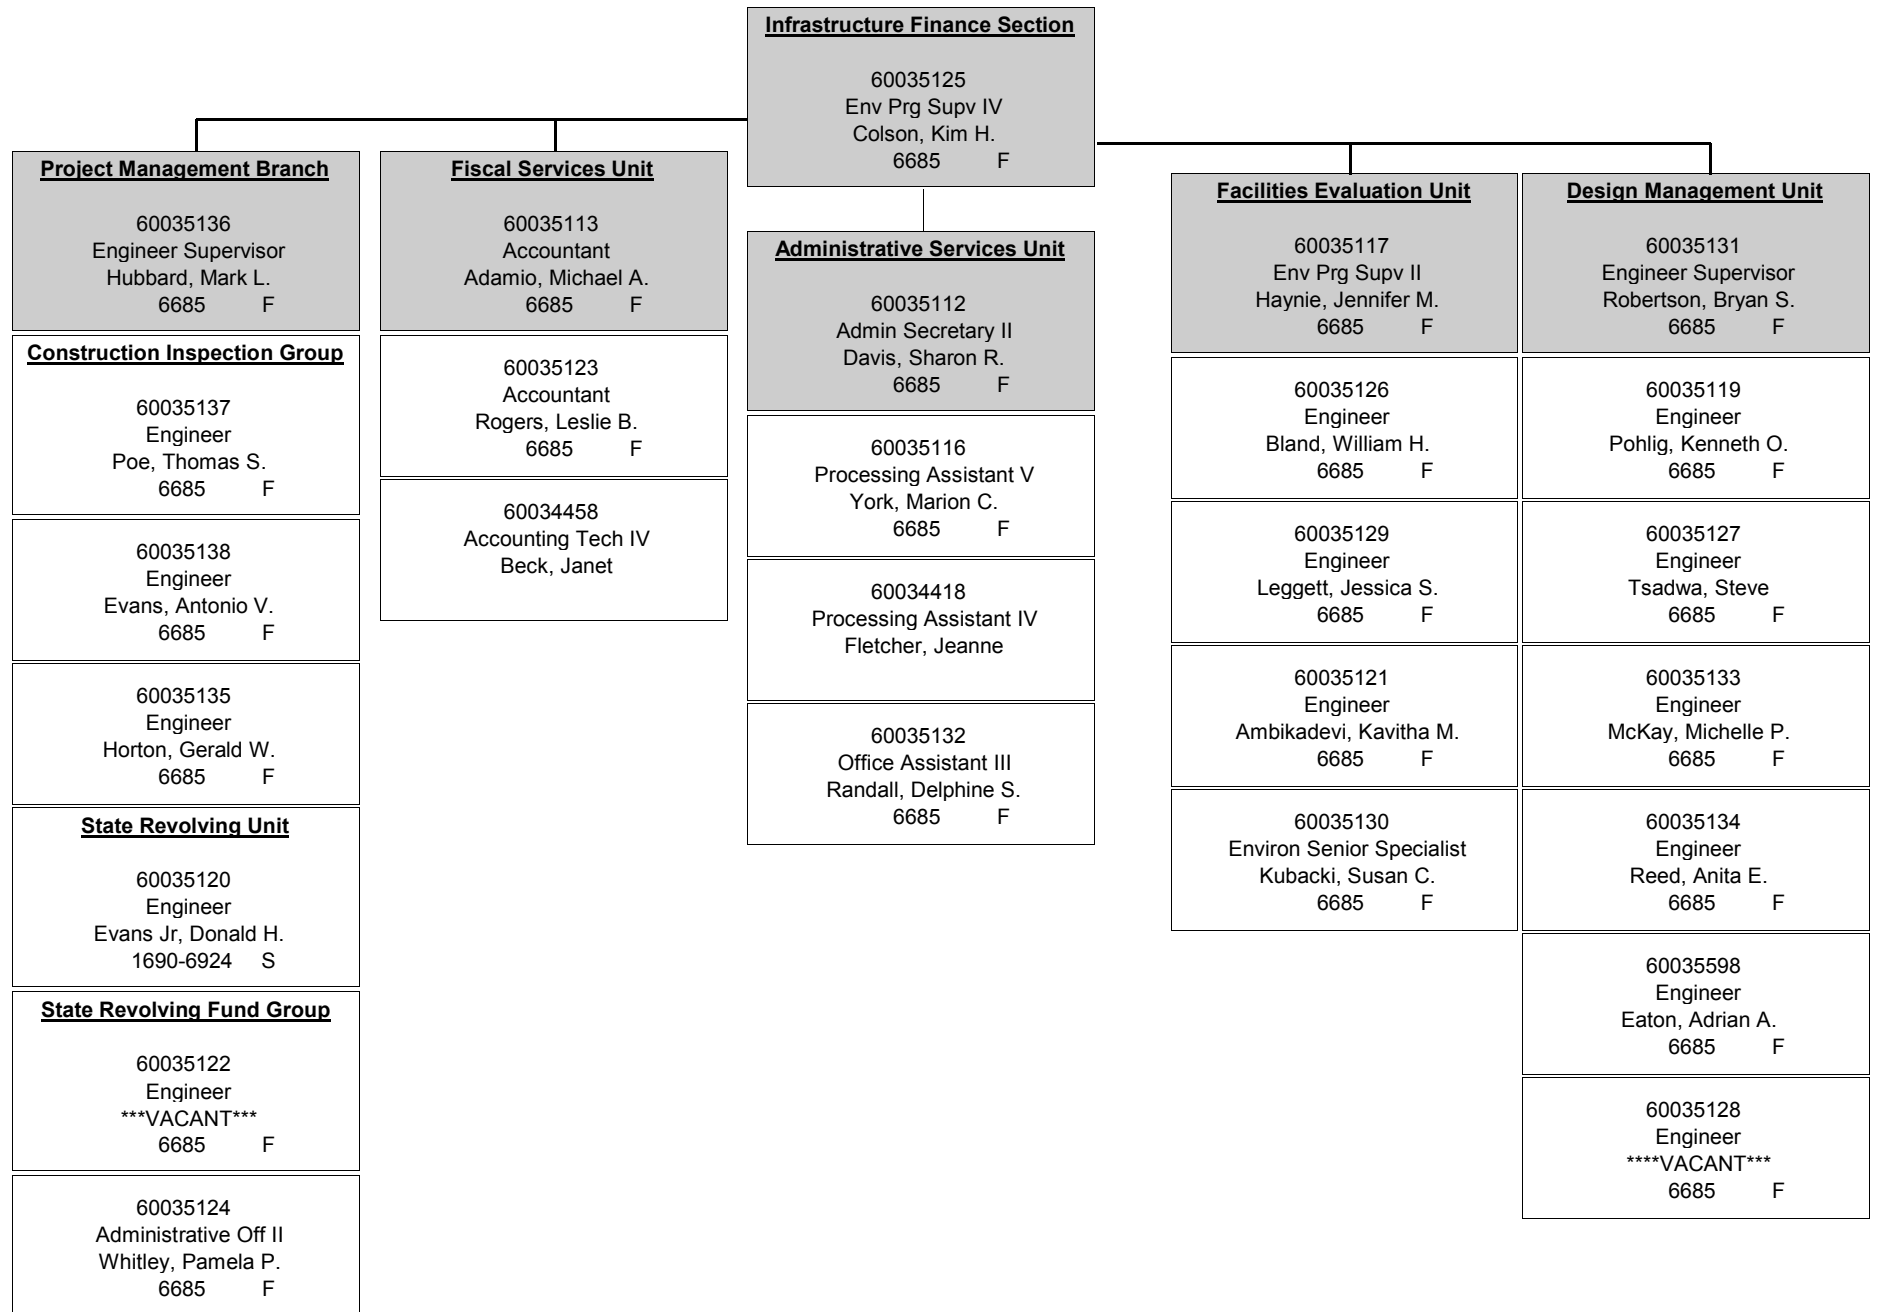 Infrastructure Finance Section
60035125
Env Prg Supv IV
Colson, Kim H.
6685 F
Project Management Branch
60035136
Engineer Supervisor
Hubbard, Mark L.
6685 F
Construction Inspection Group
60035137
Engineer
Poe, Thomas S.
6685 F
60035138
Engineer
Evans, Antonio V.
6685 F
60035135
Engineer
Horton, Gerald W.
6685 F
State Revolving Unit
60035120
Engineer
Evans Jr, Donald H.
1690-6924 S
State Revolving Fund Group
60035122
Engineer
***VACANT***
6685 F
60035124
Administrative Off II
Whitley, Pamela P.
6685 F
Fiscal Services Unit
60035113
Accountant
Adamio, Michael A.
6685 F
60035123
Accountant
Rogers, Leslie B.
6685 F
60034458
Accounting Tech IV
Beck, Janet
Administrative Services Unit
60035112
Admin Secretary II
Davis, Sharon R.
6685 F
60035116
Processing Assistant V
York, Marion C.
6685 F
60034418
Processing Assistant IV
Fletcher, Jeanne
60035132
Office Assistant III
Randall, Delphine S.
6685 F
Facilities Evaluation Unit
60035117
Env Prg Supv II
Haynie, Jennifer M.
6685 F
60035126
Engineer
Bland, William H.
6685 F
60035129
Engineer
Leggett, Jessica S.
6685 F
60035121
Engineer
Ambikadevi, Kavitha M.
6685 F
60035130
Environ Senior Specialist
Kubacki, Susan C.
6685 F
Design Management Unit
60035131
Engineer Supervisor
Robertson, Bryan S.
6685 F
60035119
Engineer
Pohlig, Kenneth O.
6685 F
60035127
Engineer
Tsadwa, Steve
6685 F
60035133
Engineer
McKay, Michelle P.
6685 F
60035134
Engineer
Reed, Anita E.
6685 F
60035598
Engineer
Eaton, Adrian A.
6685 F
60035128
Engineer
****VACANT***
6685 F